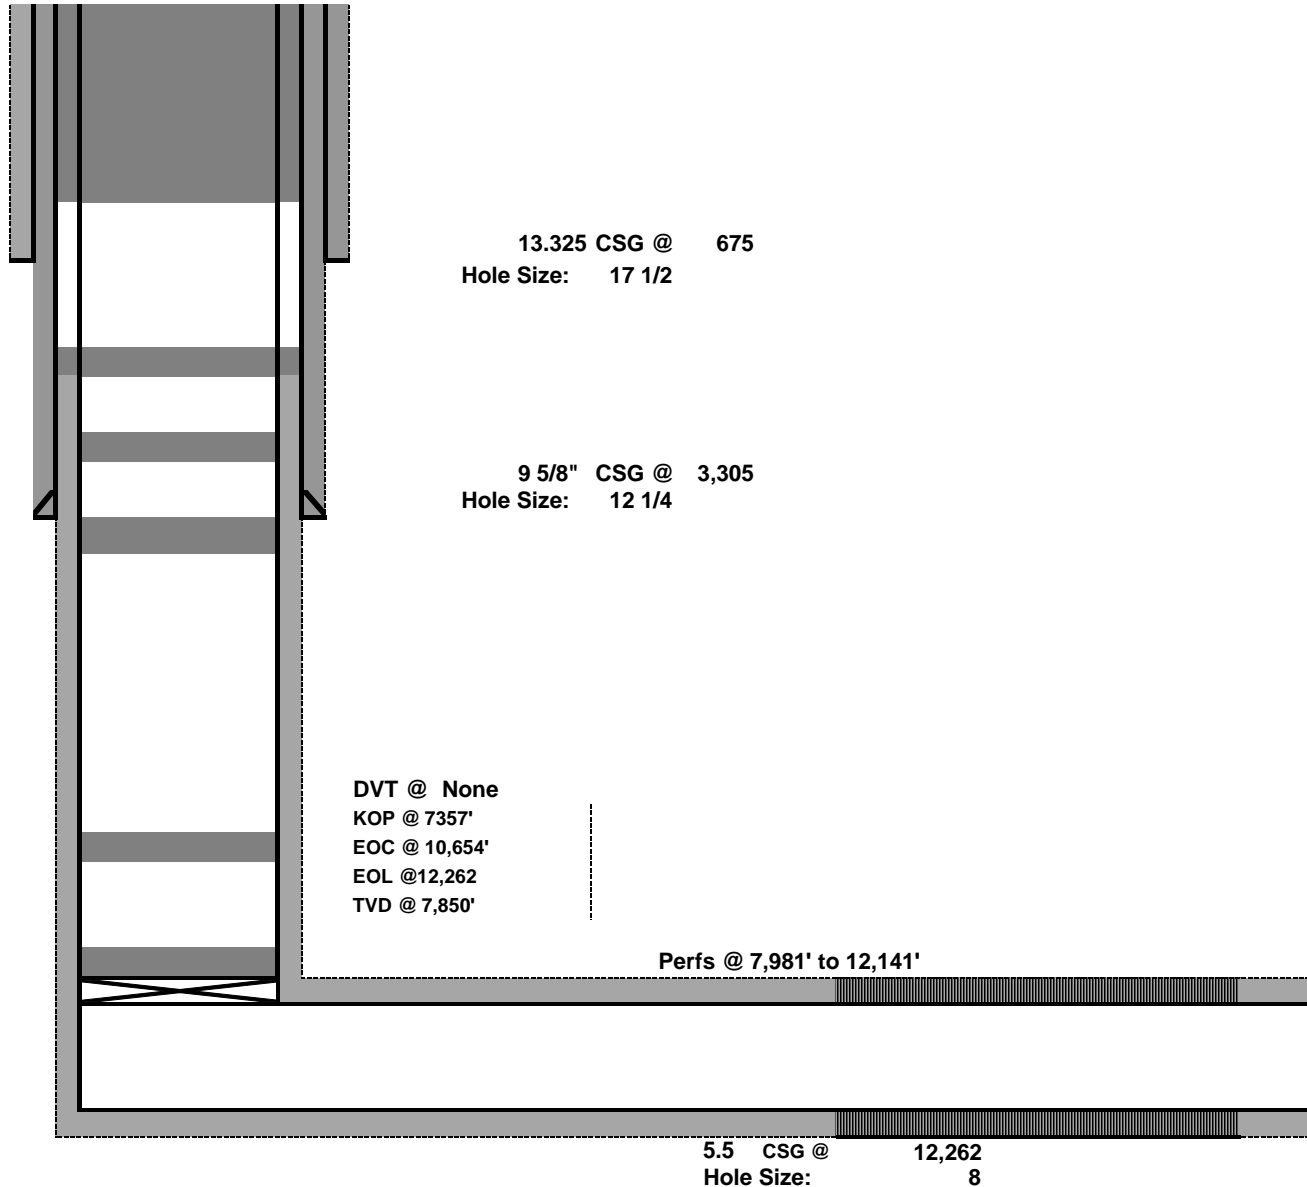 13.325 CSG @ 675
Hole Size: 17 1/2
9 5/8" CSG @ 3,305
Hole Size: 12 1/4
DVT @ None
KOP @ 7357'
EOC @ 10,654'
EOL @12,262
TVD @ 7,850'
Perfs @ 7,981' to 12,141'
5.5 CSG @ 12,262
Hole Size: 8